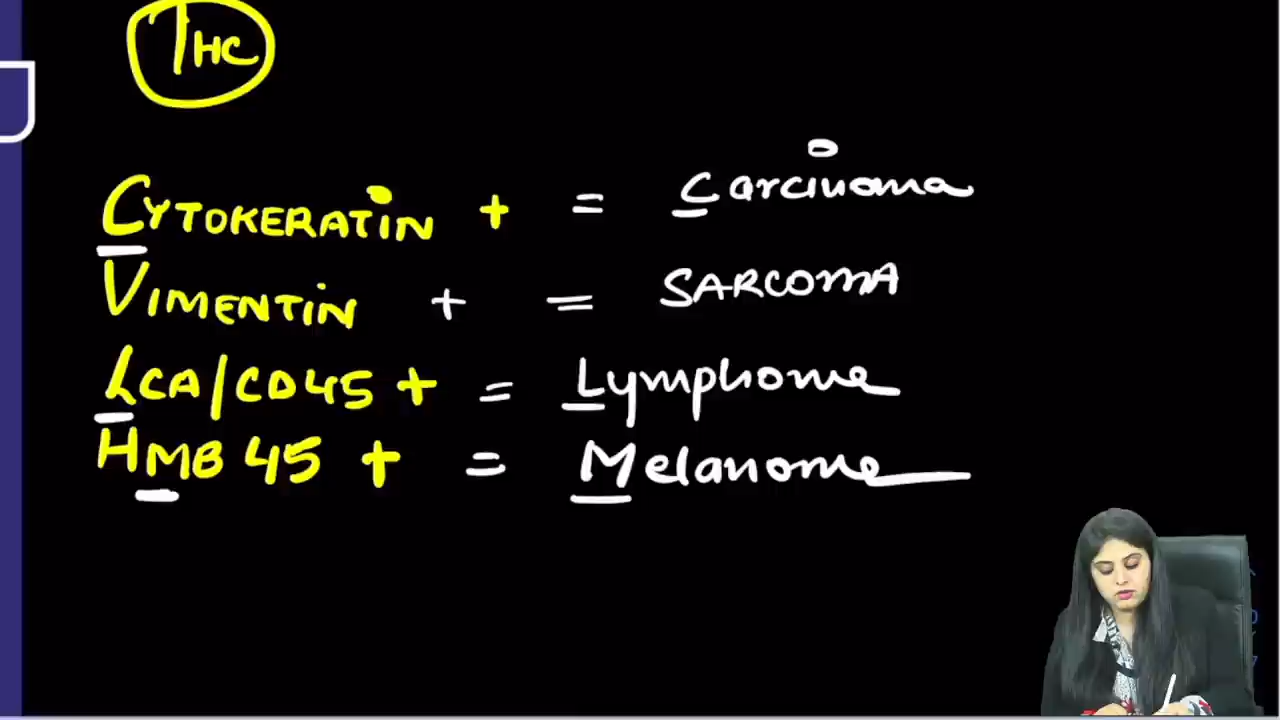 IHC
CYTOKERATIN + = Carcinoma
VIMENTIN + = SARCOMA
LCA/CD45 + = Lymphoma
HMB 45 + = Melanoma